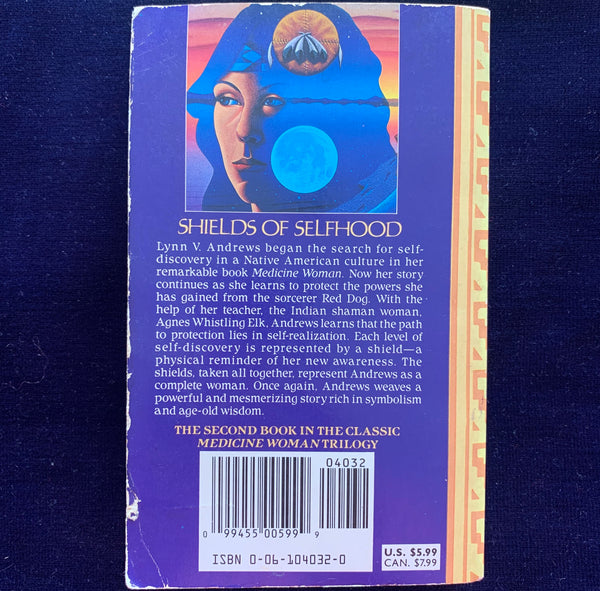 SHIELDS OF SELFHOOD
Lynn V. Andrews began the search for self-
discovery in a Native American culture in her
remarkable book Medicine Woman. Now her story
continues as she learns to protect the powers she
has gained from the sorcerer Red Dog. With the
help of her teacher, the Indian shaman woman,
Agnes Whistling Elk, Andrews learns that the path
to protection lies in self-realization. Each level of
self-discovery is represented by a shield—a
physical reminder of her new awareness. The
shields, taken all together, represent Andrews as a
complete woman. Once again, Andrews weaves a
powerful and mesmerizing story rich in symbolism
and age-old wisdom.
THE SECOND BOOK IN THE CLASSIC
MEDICINE WOMAN TRILOGY
04032
0 99455 00599 9
ISBN 0-06-104032-0
U.S. $5.99
CAN. $7.99